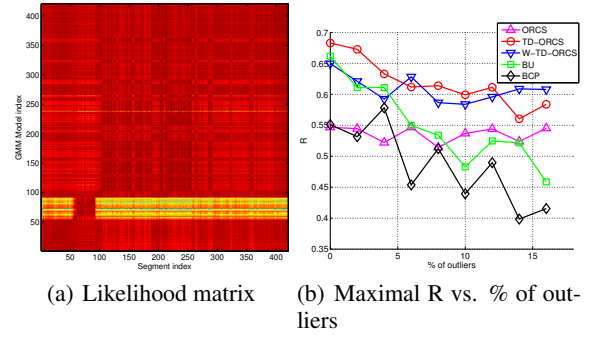 400
350
300
250
200
150
100
50
GMM Model index
50 100 150 200 250 300 350 400
Segment index
(a) Likelihood matrix
0.7
0.65
0.6
0.55
0.5
0.45
0.4
0.35
R
0 5 10 15
% of outliers
ORCS
TD-ORCS
W-TD-ORCS
BU
BCP
(b) Maximal R vs. % of out-
liers